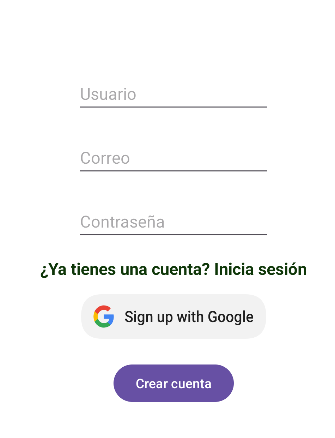 Usuario
Correo
Contraseña
¿Ya tienes una cuenta? Inicia sesión
Sign up with Google
Crear cuenta